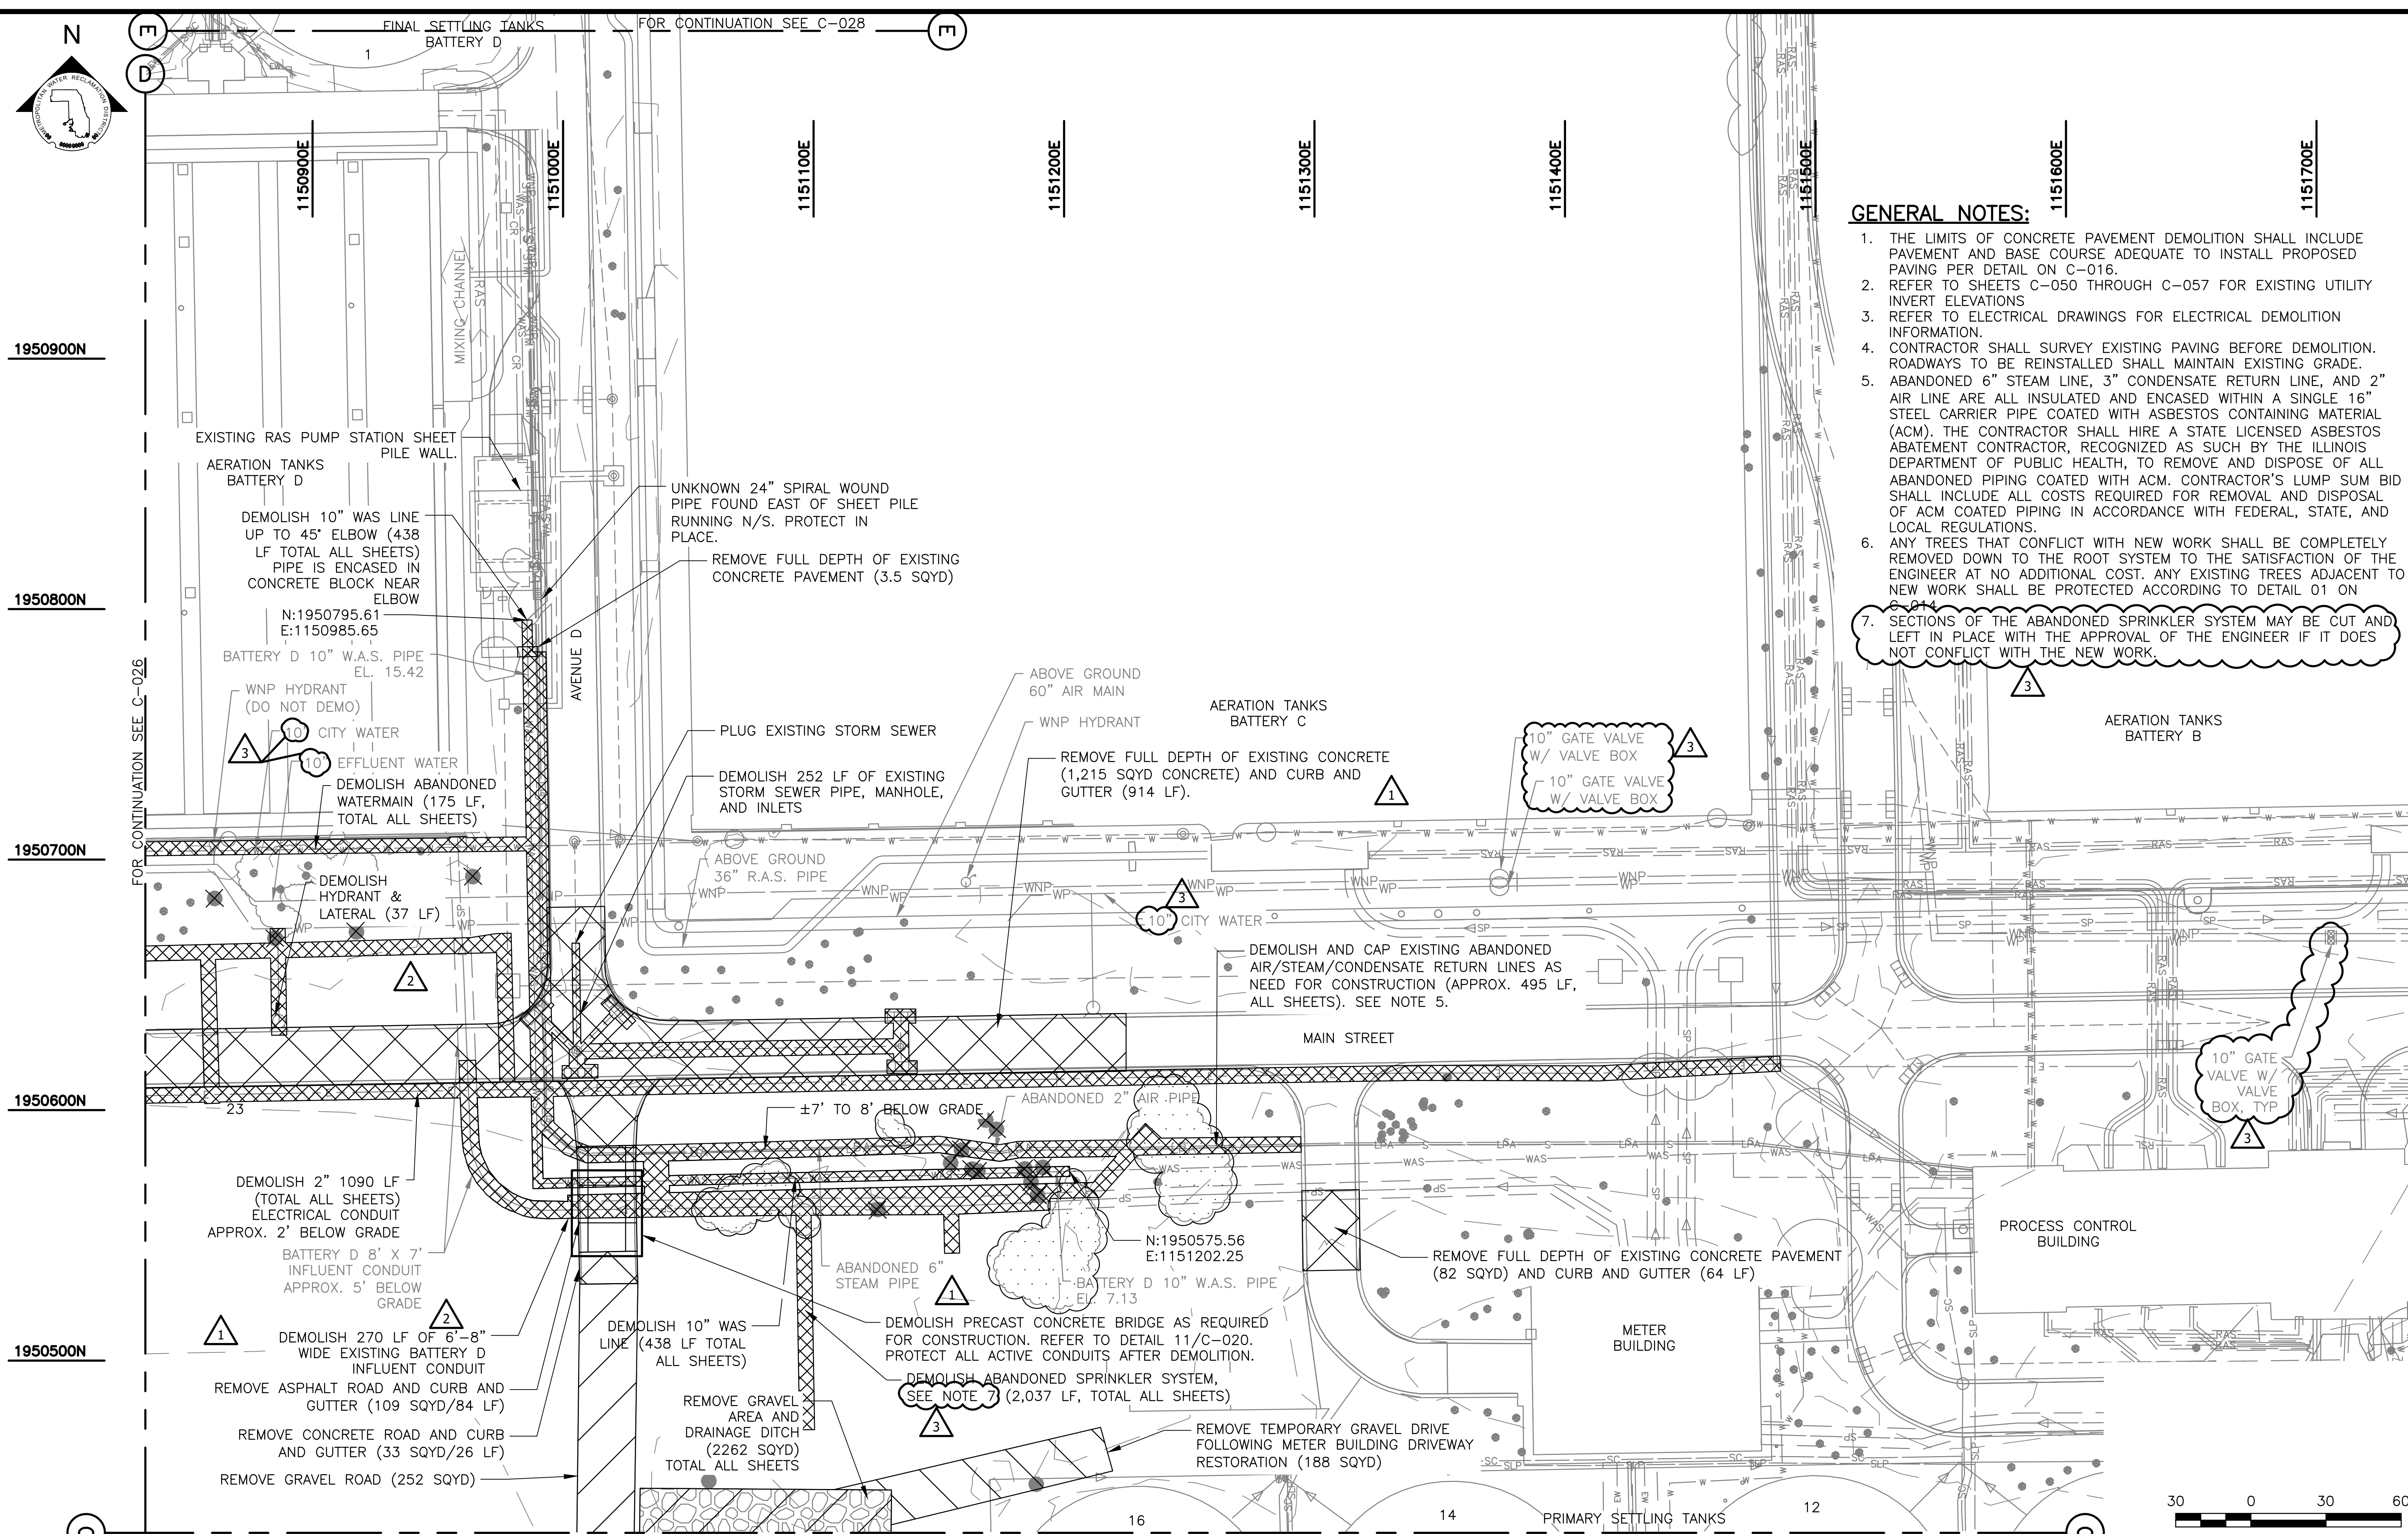 FINAL SETTLING TANKS
BATTERY D
FOR CONTINUATION SEE C-028
E
E
D
1
N
METROPOLITAN WATER RECLAMATION DISTRICT
1150900E
1151000E
1151100E
1151200E
1151300E
1151400E
1151500E
1151600E
1151700E
1950900N
1950800N
1950700N
1950600N
1950500N
GENERAL NOTES:
1. THE LIMITS OF CONCRETE PAVEMENT DEMOLITION SHALL INCLUDE
PAVEMENT AND BASE COURSE ADEQUATE TO INSTALL PROPOSED
PAVING PER DETAIL ON C-016.
2. REFER TO SHEETS C-050 THROUGH C-057 FOR EXISTING UTILITY
INVERT ELEVATIONS
3. REFER TO ELECTRICAL DRAWINGS FOR ELECTRICAL DEMOLITION
INFORMATION.
4. CONTRACTOR SHALL SURVEY EXISTING PAVING BEFORE DEMOLITION.
ROADWAYS TO BE REINSTALLED SHALL MAINTAIN EXISTING GRADE.
5. ABANDONED 6" STEAM LINE, 3" CONDENSATE RETURN LINE, AND 2"
AIR LINE ARE ALL INSULATED AND ENCASED WITHIN A SINGLE 16"
STEEL CARRIER PIPE COATED WITH ASBESTOS CONTAINING MATERIAL
(ACM). THE CONTRACTOR SHALL HIRE A STATE LICENSED ASBESTOS
ABATEMENT CONTRACTOR, RECOGNIZED AS SUCH BY THE ILLINOIS
DEPARTMENT OF PUBLIC HEALTH, TO REMOVE AND DISPOSE OF ALL
ABANDONED PIPING COATED WITH ACM. CONTRACTOR'S LUMP SUM BID
SHALL INCLUDE ALL COSTS REQUIRED FOR REMOVAL AND DISPOSAL
OF ACM COATED PIPING IN ACCORDANCE WITH FEDERAL, STATE, AND
LOCAL REGULATIONS.
6. ANY TREES THAT CONFLICT WITH NEW WORK SHALL BE COMPLETELY
REMOVED DOWN TO THE ROOT SYSTEM TO THE SATISFACTION OF THE
ENGINEER AT NO ADDITIONAL COST. ANY EXISTING TREES ADJACENT TO
NEW WORK SHALL BE PROTECTED ACCORDING TO DETAIL 01 ON
C-014
7. SECTIONS OF THE ABANDONED SPRINKLER SYSTEM MAY BE CUT AND
LEFT IN PLACE WITH THE APPROVAL OF THE ENGINEER IF IT DOES
NOT CONFLICT WITH THE NEW WORK.
3
MIXING CHANNEL
RAS
EXISTING RAS PUMP STATION SHEET
PILE WALL.
AERATION TANKS
BATTERY D
DEMOLISH 10" WAS LINE
UP TO 45° ELBOW (438
LF TOTAL ALL SHEETS)
PIPE IS ENCASED IN
CONCRETE BLOCK NEAR
ELBOW
N:1950795.61
E:1150985.65
BATTERY D 10" W.A.S. PIPE
EL. 15.42
UNKNOWN 24" SPIRAL WOUND
PIPE FOUND EAST OF SHEET PILE
RUNNING N/S. PROTECT IN
PLACE.
REMOVE FULL DEPTH OF EXISTING
CONCRETE PAVEMENT (3.5 SQYD)
AVENUE D
FOR CONTINUATION SEE C-026
WNP HYDRANT
(DO NOT DEMO)
10" CITY WATER
3
10" EFFLUENT WATER
DEMOLISH ABANDONED
WATERMAIN (175 LF,
TOTAL ALL SHEETS)
PLUG EXISTING STORM SEWER
DEMOLISH 252 LF OF EXISTING
STORM SEWER PIPE, MANHOLE,
AND INLETS
ABOVE GROUND
60" AIR MAIN
WNP HYDRANT
AERATION TANKS
BATTERY C
REMOVE FULL DEPTH OF EXISTING CONCRETE
(1,215 SQYD CONCRETE) AND CURB AND
GUTTER (914 LF).
1
10" GATE VALVE
W/ VALVE BOX
10" GATE VALVE
W/ VALVE BOX
3
AERATION TANKS
BATTERY B
ABOVE GROUND
36" R.A.S. PIPE
DEMOLISH
HYDRANT &
LATERAL (37 LF)
3
10" CITY WATER
2
DEMOLISH AND CAP EXISTING ABANDONED
AIR/STEAM/CONDENSATE RETURN LINES AS
NEED FOR CONSTRUCTION (APPROX. 495 LF,
ALL SHEETS). SEE NOTE 5.
MAIN STREET
10" GATE
VALVE W/
VALVE
BOX, TYP
3
23
±7' TO 8' BELOW GRADE
ABANDONED 2" AIR PIPE
DEMOLISH 2" 1090 LF
(TOTAL ALL SHEETS)
ELECTRICAL CONDUIT
APPROX. 2' BELOW GRADE
BATTERY D 8' X 7'
INFLUENT CONDUIT
APPROX. 5' BELOW
GRADE
2
1
DEMOLISH 270 LF OF 6'-8"
WIDE EXISTING BATTERY D
INFLUENT CONDUIT
REMOVE ASPHALT ROAD AND CURB AND
GUTTER (109 SQYD/84 LF)
REMOVE CONCRETE ROAD AND CURB
AND GUTTER (33 SQYD/26 LF)
REMOVE GRAVEL ROAD (252 SQYD)
ABANDONED 6"
STEAM PIPE
1
N:1950575.56
E:1151202.25
BATTERY D 10" W.A.S. PIPE
EL. 7.13
DEMOLISH 10" WAS
LINE (438 LF TOTAL
ALL SHEETS)
DEMOLISH PRECAST CONCRETE BRIDGE AS REQUIRED
FOR CONSTRUCTION. REFER TO DETAIL 11/C-020.
PROTECT ALL ACTIVE CONDUITS AFTER DEMOLITION.
DEMOLISH ABANDONED SPRINKLER SYSTEM,
SEE NOTE 7 (2,037 LF, TOTAL ALL SHEETS)
3
REMOVE GRAVEL
AREA AND
DRAINAGE DITCH
(2262 SQYD)
TOTAL ALL SHEETS
REMOVE TEMPORARY GRAVEL DRIVE
FOLLOWING METER BUILDING DRIVEWAY
RESTORATION (188 SQYD)
REMOVE FULL DEPTH OF EXISTING CONCRETE PAVEMENT
(82 SQYD) AND CURB AND GUTTER (64 LF)
PROCESS CONTROL
BUILDING
METER
BUILDING
16
14
PRIMARY SETTLING TANKS
12
30 0 30 60